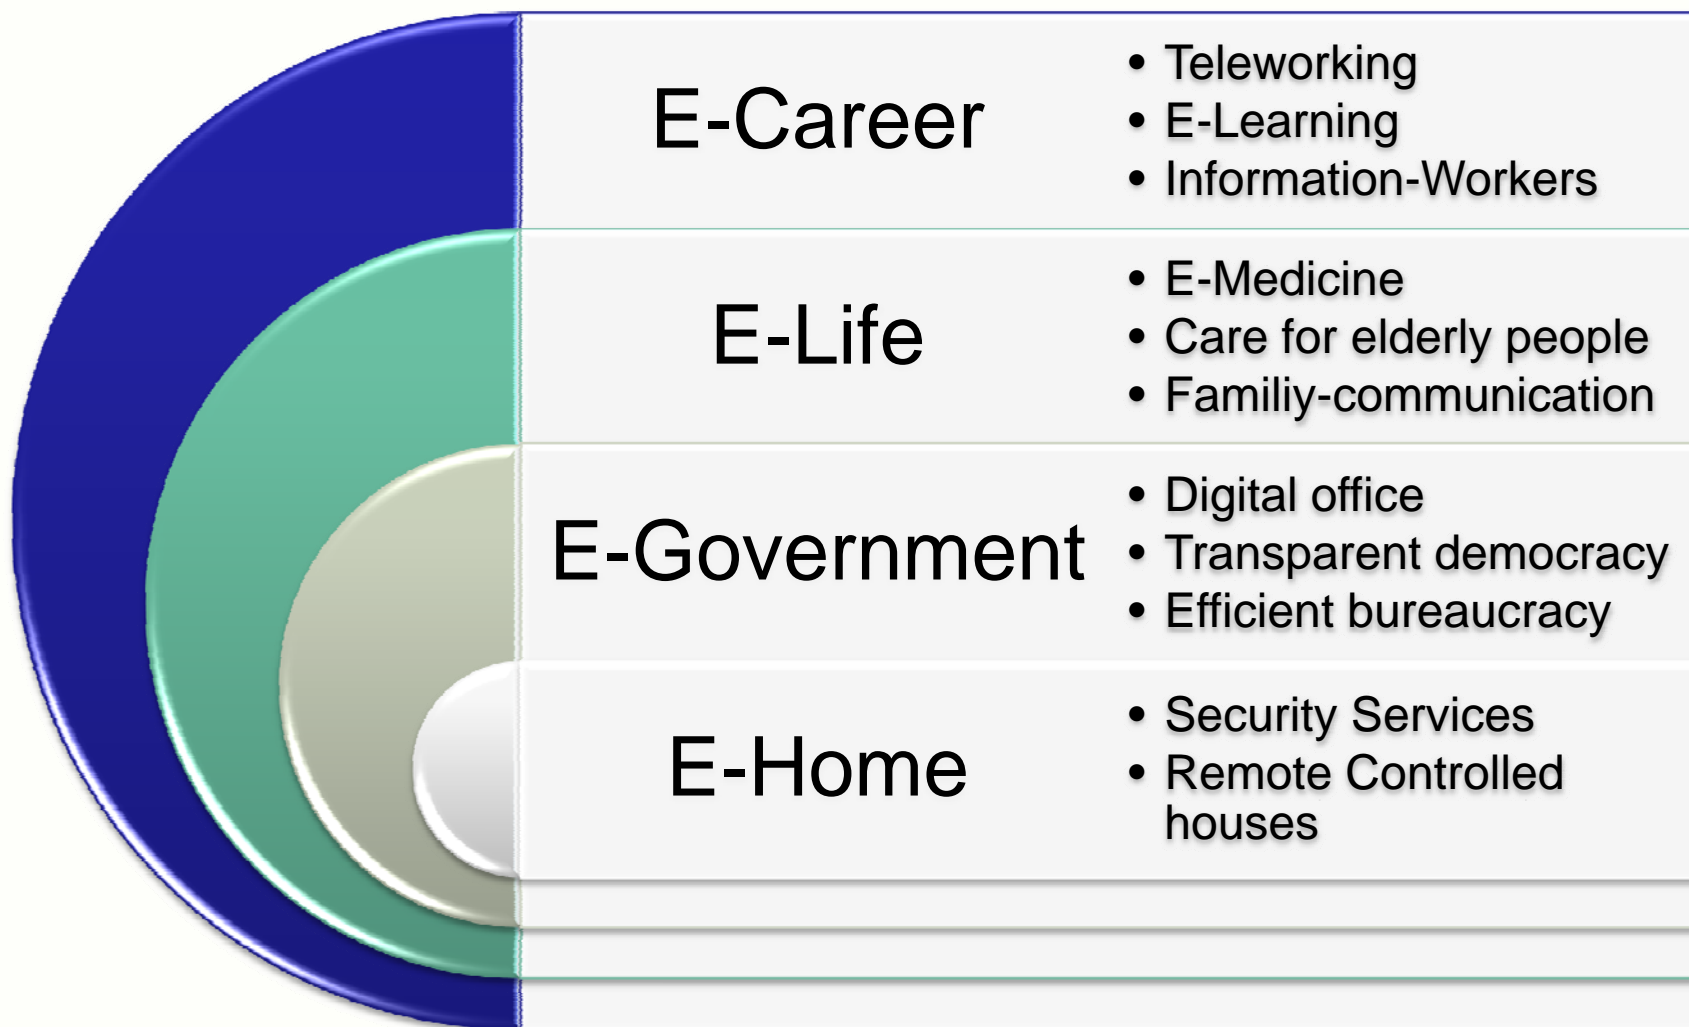 E-Career
• Teleworking
• E-Learning
• Information-Workers
E-Life
• E-Medicine
• Care for elderly people
• Familiy-communication
E-Government
• Digital office
• Transparent democracy
• Efficient bureaucracy
E-Home
• Security Services
• Remote Controlled
houses